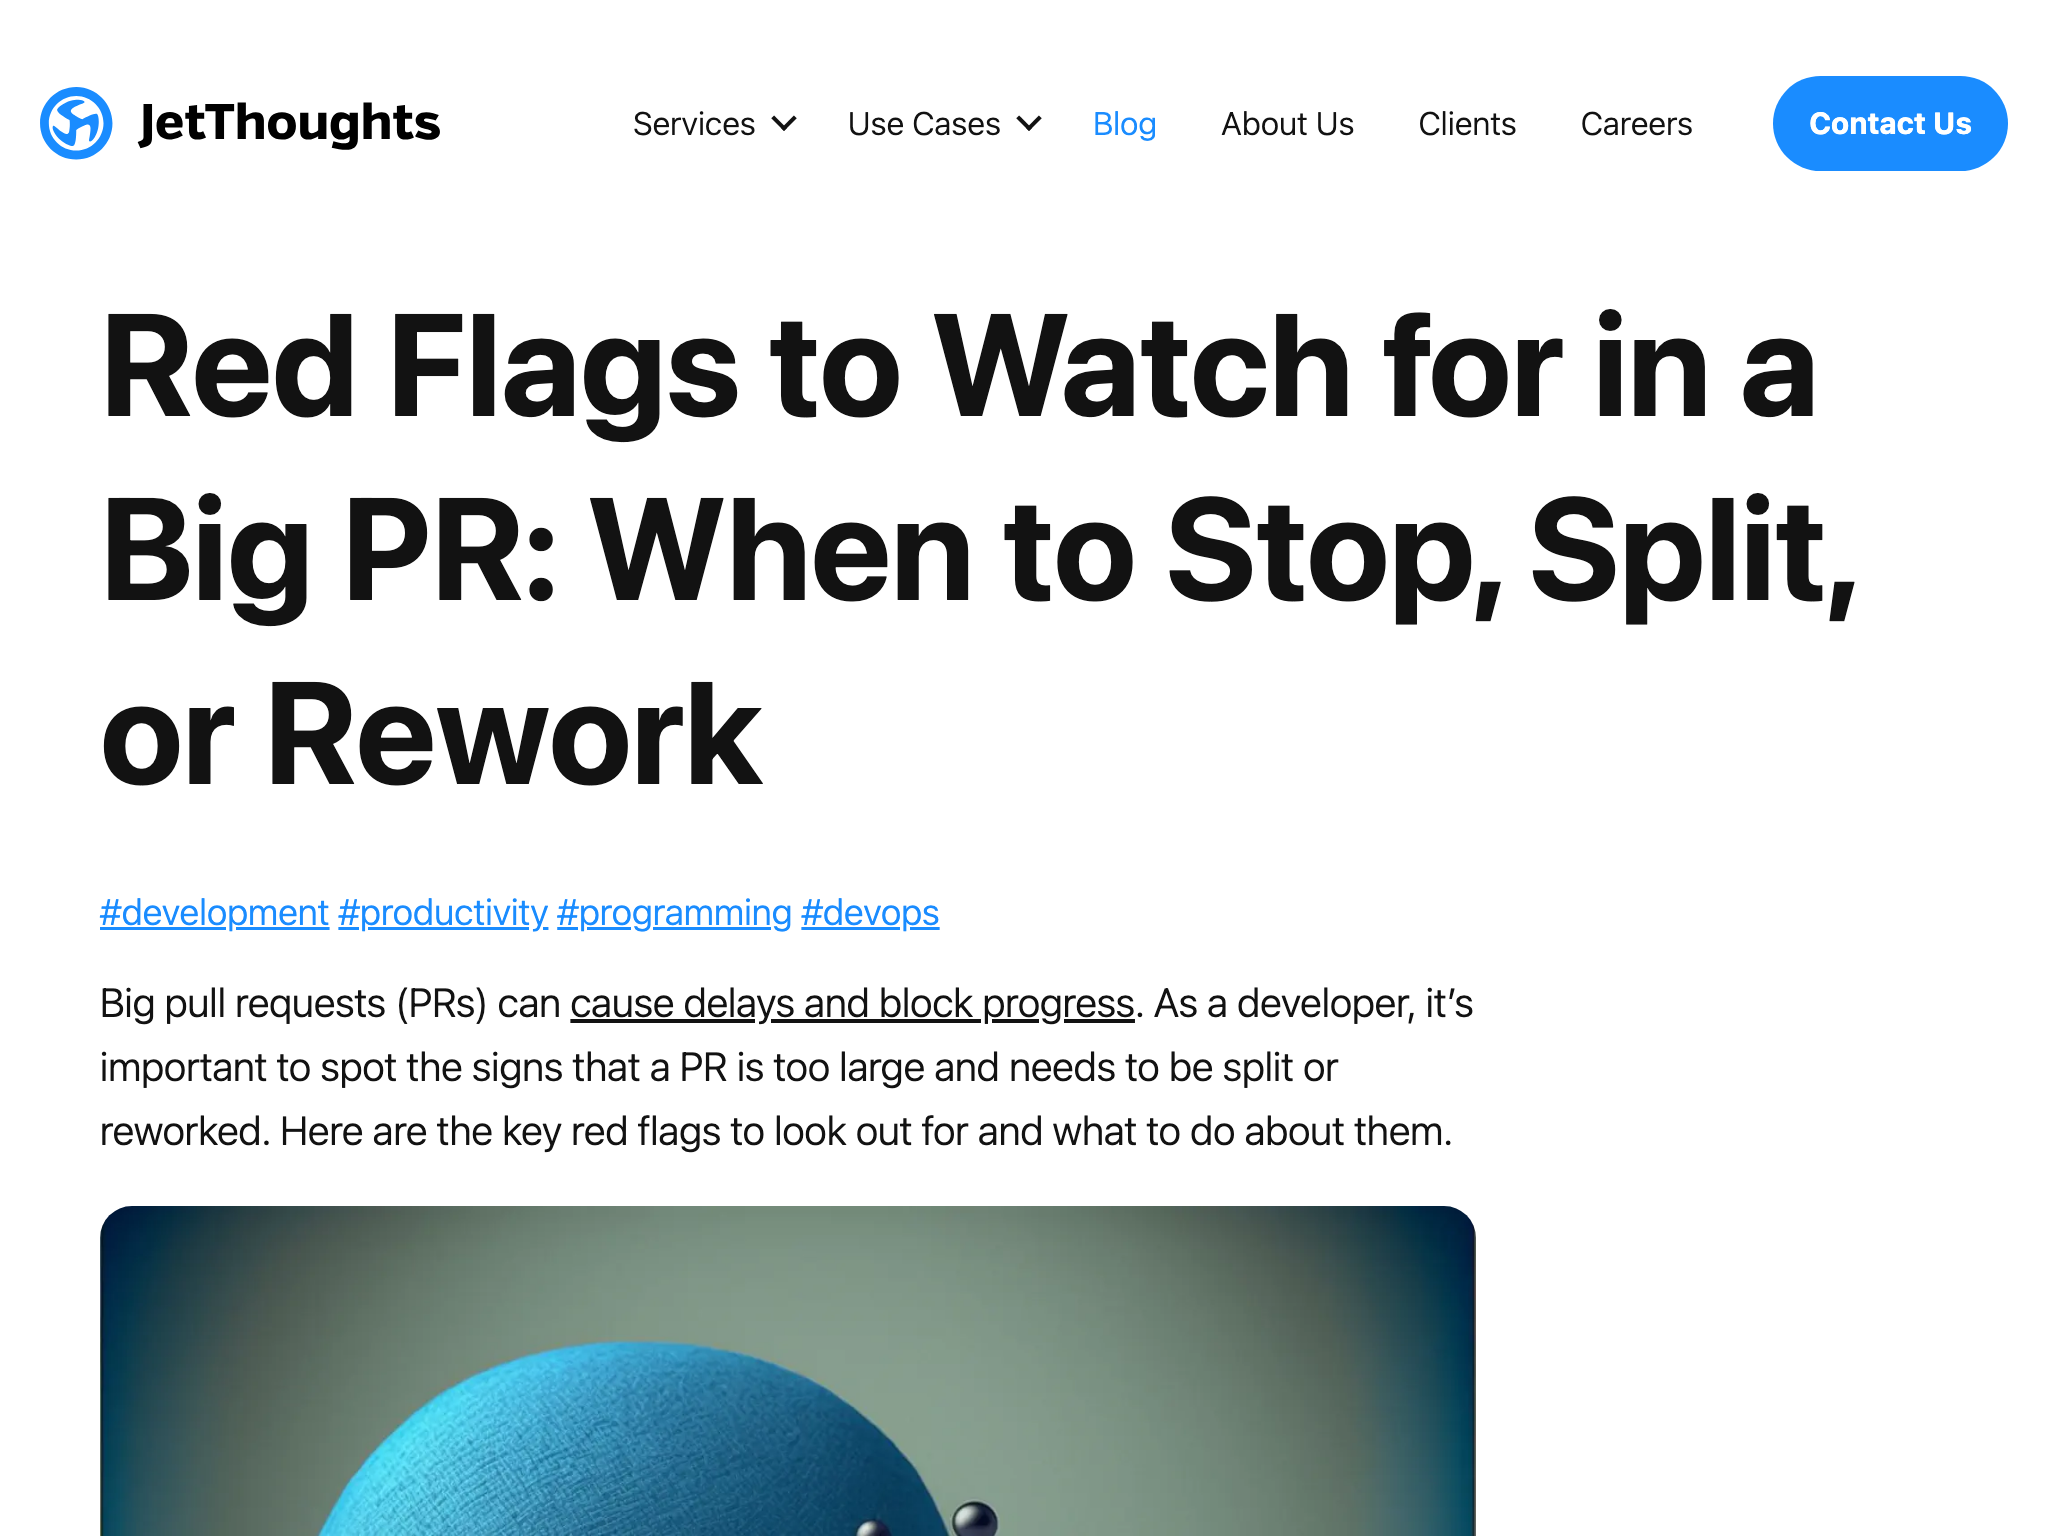 JetThoughts
Services
Use Cases
Blog
About Us
Clients
Careers
Contact Us
Red Flags to Watch for in a
Big PR: When to Stop, Split,
or Rework
#development #productivity #programming #devops
Big pull requests (PRs) can cause delays and block progress. As a developer, it’s
important to spot the signs that a PR is too large and needs to be split or
reworked. Here are the key red flags to look out for and what to do about them.